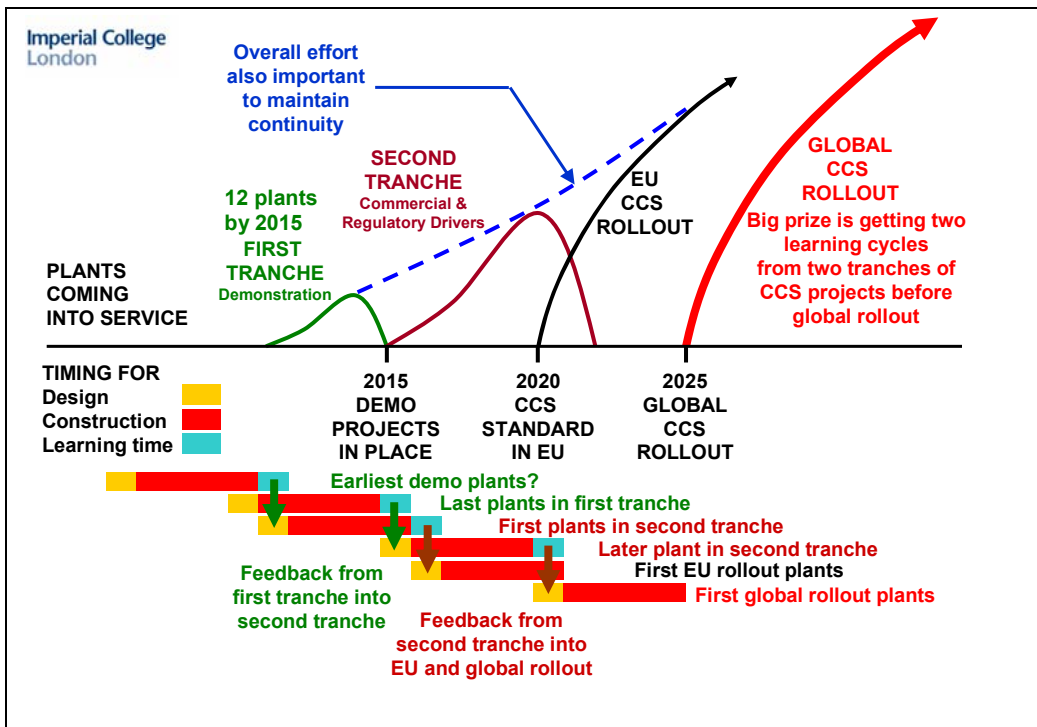 Imperial College
London
Overall effort
also important
to maintain
continuity
SECOND
TRANCHE
Commercial &
Regulatory Drivers
12 plants
by 2015
FIRST
TRANCHE
Demonstration
EU
CCS
ROLLOUT
GLOBAL
CCS
ROLLOUT
Big prize is getting two
learning cycles
from two tranches of
CCS projects before
global rollout
PLANTS
COMING
INTO SERVICE
TIMING FOR
Design
Construction
Learning time
2015
DEMO
PROJECTS
IN PLACE
2020
CCS
STANDARD
IN EU
2025
GLOBAL
CCS
ROLLOUT
Earliest demo plants?
Last plants in first tranche
First plants in second tranche
Later plant in second tranche
First EU rollout plants
First global rollout plants
Feedback from
first tranche into
second tranche
Feedback from
second tranche into
EU and global rollout